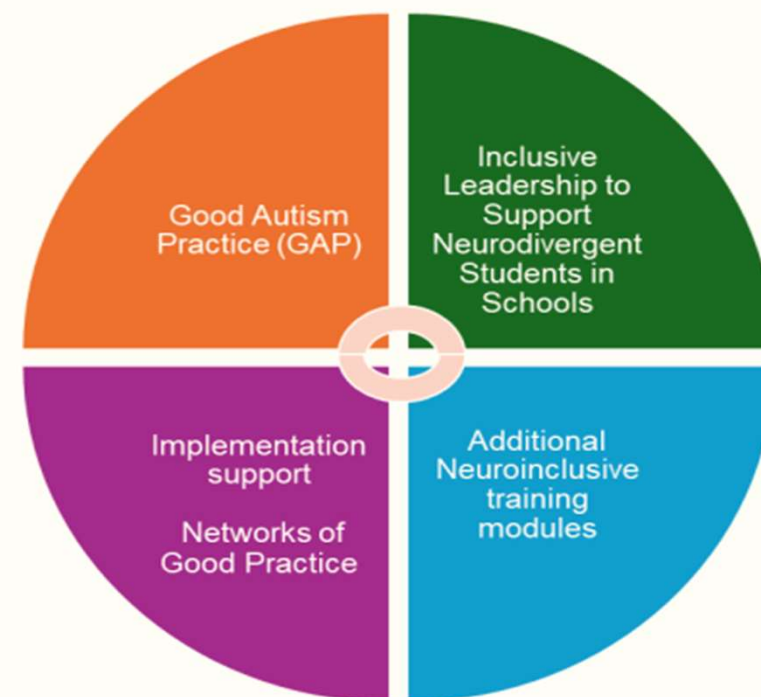 Good Autism
Practice (GAP)
Inclusive
Leadership to
Support
Neurodivergent
Students in
Schools
Implementation
support
Networks of
Good Practice
Additional
Neuroinclusive
training
modules